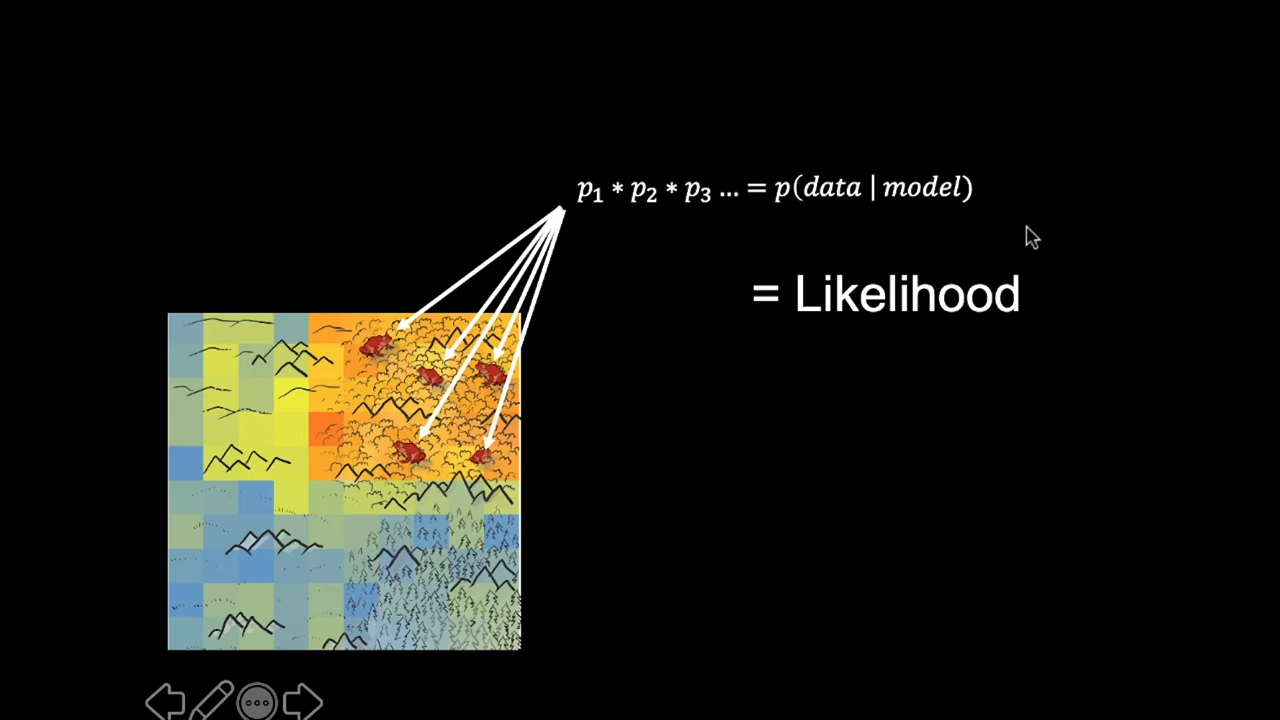 p₁ * p₂ * p₃ ... = p(data | model)
= Likelihood